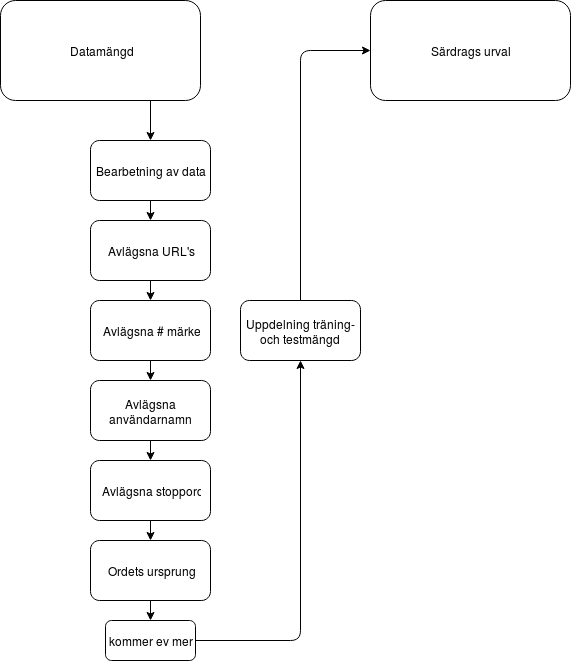 Datamängd
Särdrags urval
Bearbetning av data
Avlägsna URL's
Avlägsna # märke
Uppdelning träning-
och testmängd
Avlägsna
användarnamn
Avlägsna stopporc
Ordets ursprung
kommer ev mer